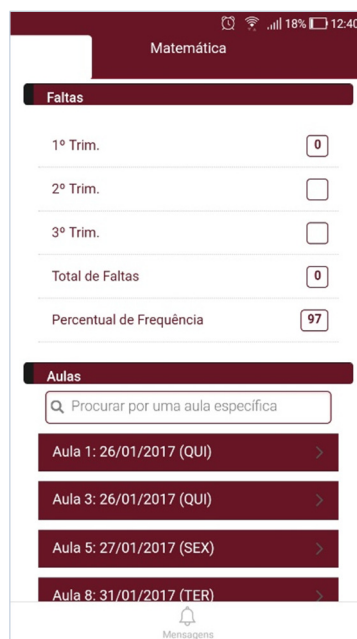 18% 12:40
Matemática
Faltas
1º Trim. 0
2º Trim.
3º Trim.
Total de Faltas 0
Percentual de Frequência 97
Aulas
Procurar por uma aula específica
Aula 1: 26/01/2017 (QUI)
Aula 3: 26/01/2017 (QUI)
Aula 5: 27/01/2017 (SEX)
Aula 8: 31/01/2017 (TER)
Mensagens